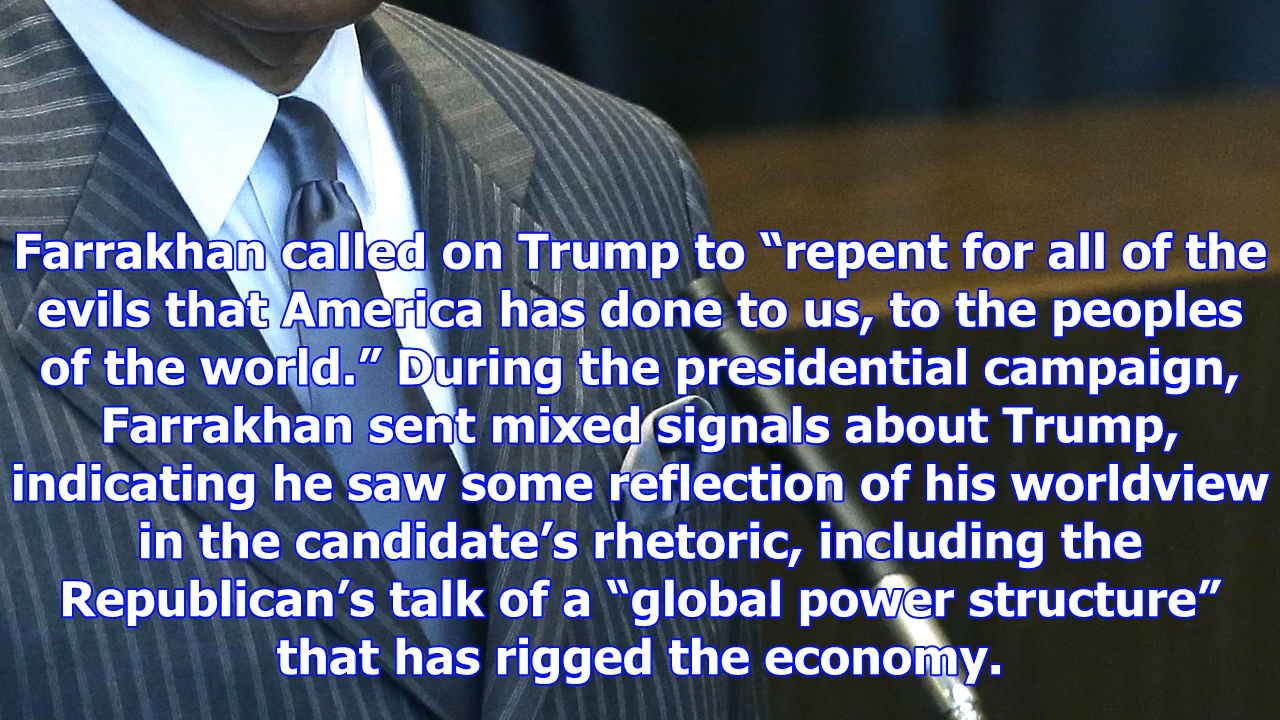 Farrakhan called on Trump to “repent for all of the
evils that America has done to us, to the peoples
of the world.” During the presidential campaign,
Farrakhan sent mixed signals about Trump,
indicating he saw some reflection of his worldview
in the candidate’s rhetoric, including the
Republican’s talk of a “global power structure”
that has rigged the economy.